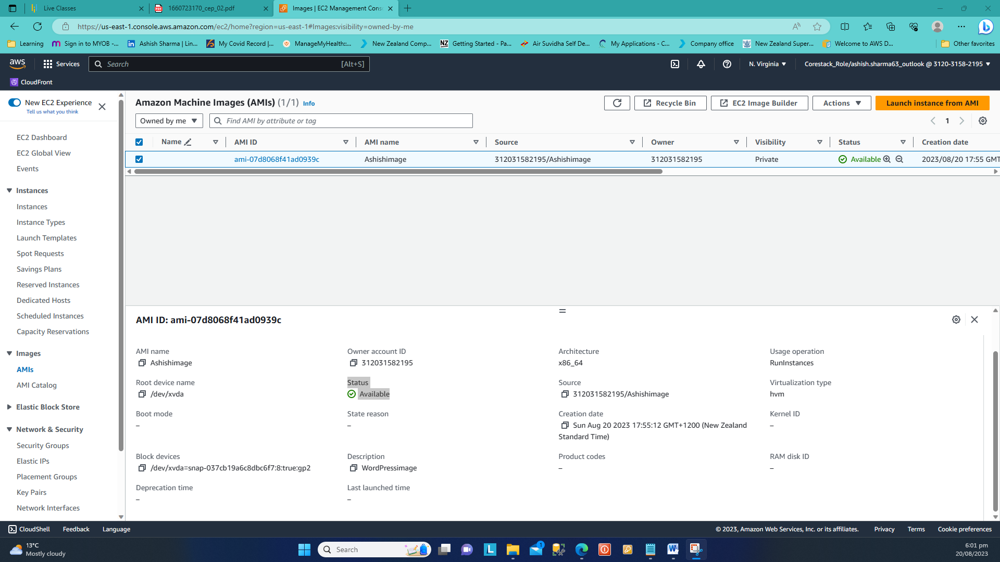 Live Classes
1660723170_cep_02.pdf
Images | EC2 Management Cons
https://us-east-1.console.aws.amazon.com/ec2/home?region=us-east-1#Images:visibility=owned-by-me
Learning
Sign in to MYOB -...
Ashish Sharma | Lin...
My Covid Record |...
ManageMyHealth::...
New Zealand Comp...
NZ
Getting Started - Pa...
Air Suvidha Self De...
My Applications - C...
Company office
New Zealand Super...
Welcome to AWS D...
Other favorites
aws
Services
Search
[Alt+S]
N. Virginia
Corestack_Role/ashish.sharma63_outlook @ 3120-3158-2195
CloudFront
New EC2 Experience
Tell us what you think
Amazon Machine Images (AMIs) (1/1) Info
Recycle Bin
EC2 Image Builder
Actions
Launch instance from AMI
Owned by me
Find AMI by attribute or tag
1
Name
AMI ID
AMI name
Source
Owner
Visibility
Status
Creation date
ami-07d8068f41ad0939c
Ashishimage
312031582195/Ashishimage
312031582195
Private
Available
2023/08/20 17:55 GMT
EC2 Dashboard
EC2 Global View
Events
Instances
Instances
Instance Types
Launch Templates
Spot Requests
Savings Plans
Reserved Instances
Dedicated Hosts
Scheduled Instances
Capacity Reservations
Images
AMIs
AMI Catalog
Elastic Block Store
Network & Security
Security Groups
Elastic IPs
Placement Groups
Key Pairs
Network Interfaces
AMI ID: ami-07d8068f41ad0939c
AMI name
Ashishimage
Owner account ID
312031582195
Architecture
x86_64
Usage operation
RunInstances
Root device name
/dev/xvda
Status
Available
Source
312031582195/Ashishimage
Virtualization type
hvm
Boot mode
–
State reason
–
Creation date
Sun Aug 20 2023 17:55:12 GMT+1200 (New Zealand
Standard Time)
Kernel ID
–
Block devices
/dev/xvda=snap-037cb19a6c8dbc6f7:8:true:gp2
Description
WordPressimage
Product codes
–
RAM disk ID
–
Deprecation time
–
Last launched time
–
CloudShell
Feedback
Language
© 2023, Amazon Web Services, Inc. or its affiliates.
Privacy
Terms
Cookie preferences
13°C
Mostly cloudy
Search
1
6:01 pm
20/08/2023